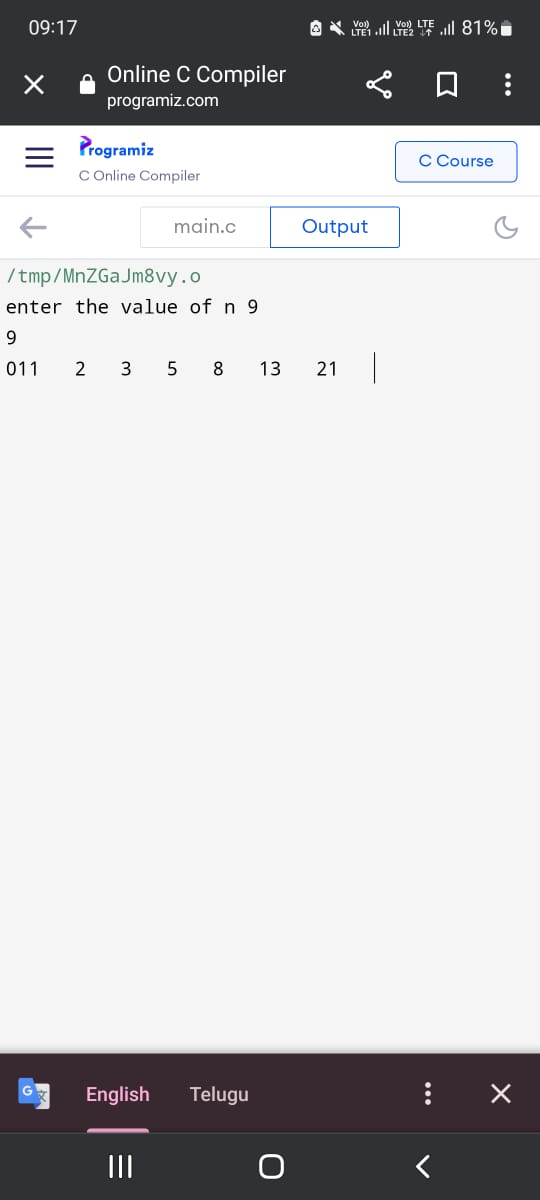 09:17 Vo)) LTE1 Vo)) LTE2 LTE 81%
Online C Compiler
programiz.com
Programiz
C Online Compiler
C Course
main.c Output
/tmp/MnZGaJm8vy.o
enter the value of n 9
9
011 2 3 5 8 13 21
G 文 English Telugu